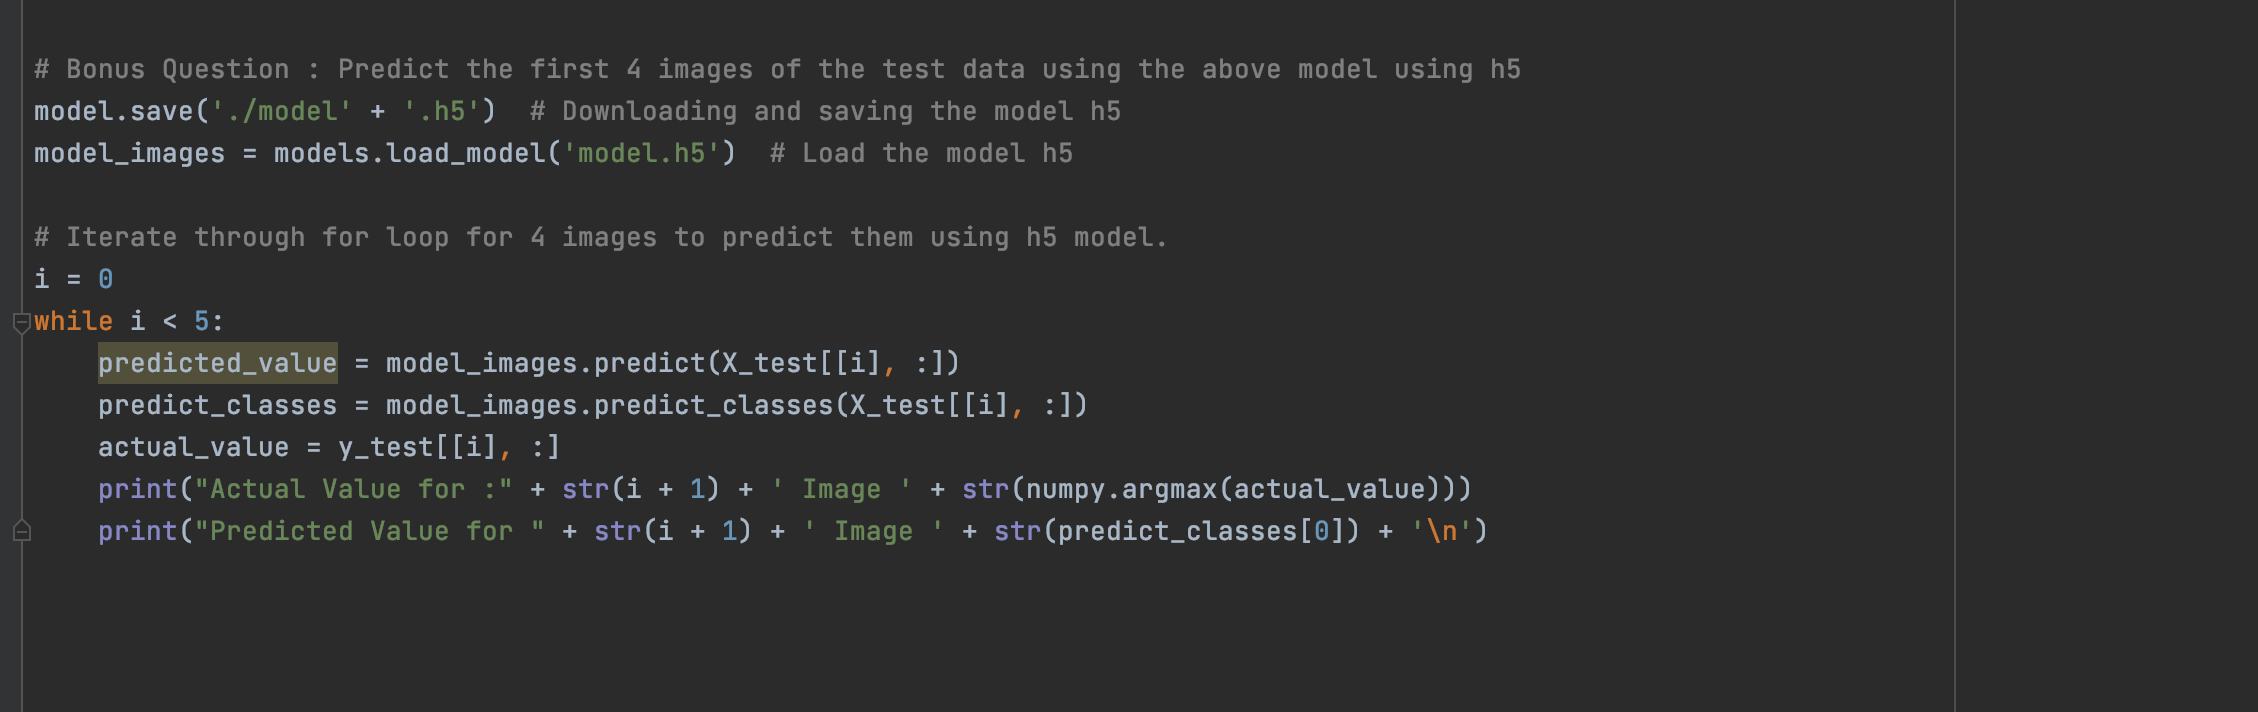 # Bonus Question : Predict the first 4 images of the test data using the above model using h5
model.save('./model' + '.h5')  # Downloading and saving the model h5
model_images = models.load_model('model.h5')  # Load the model h5
# Iterate through for loop for 4 images to predict them using h5 model.
i = 0
while i < 5:
    predicted_value = model_images.predict(X_test[[i], :])
    predict_classes = model_images.predict_classes(X_test[[i], :])
    actual_value = y_test[[i], :]
    print("Actual Value for :" + str(i + 1) + ' Image ' + str(numpy.argmax(actual_value)))
    print("Predicted Value for " + str(i + 1) + ' Image ' + str(predict_classes[0]) + '\n')